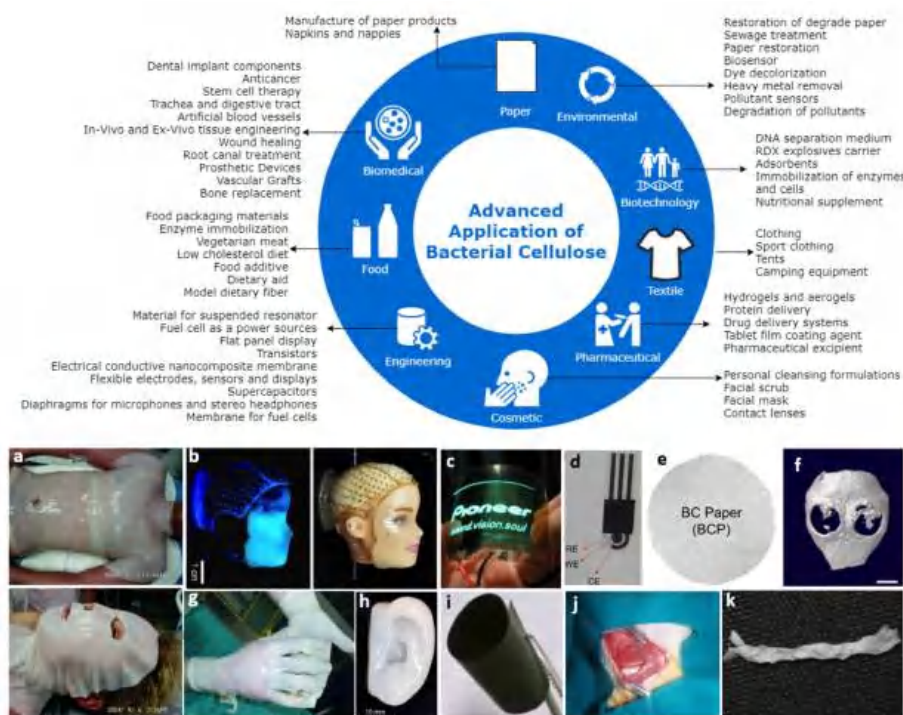 Manufacture of paper products
Napkins and nappies
Paper
Restoration of degrade paper
Sewage treatment
Paper restoration
Biosensor
Dye decolorization
Heavy metal removal
Pollutant sensors
Degradation of pollutants
Environmental
DNA separation medium
RDX explosives carrier
Adsorbents
Immobilization of enzymes
and cells
Nutritional supplement
Biotechnology
Clothing
Sport clothing
Tents
Camping equipment
Textile
Hydrogels and aerogels
Protein delivery
Drug delivery systems
Tablet film coating agent
Pharmaceutical excipient
Pharmaceutical
Personal cleansing formulations
Facial scrub
Facial mask
Contact lenses
Cosmetic
Material for suspended resonator
Fuel cell as a power sources
Flat panel display
Transistors
Electrical conductive nanocomposite membrane
Flexible electrodes, sensors and displays
Supercapacitors
Diaphragms for microphones and stereo headphones
Membrane for fuel cells
Engineering
Food packaging materials
Enzyme immobilization
Vegetarian meat
Low cholesterol diet
Food additive
Dietary aid
Model dietary fiber
Food
Dental implant components
Anticancer
Stem cell therapy
Trachea and digestive tract
Artificial blood vessels
In-Vivo and Ex-Vivo tissue engineering
Wound healing
Root canal treatment
Prosthetic Devices
Vascular Grafts
Bone replacement
Biomedical
Advanced
Application of
Bacterial Cellulose
a
b
1 cm
c
Pioneer
sound.vision.soul
d
RE
WE
CE
e
BC Paper
(BCP)
f
g
h
10 mm
i
j
k